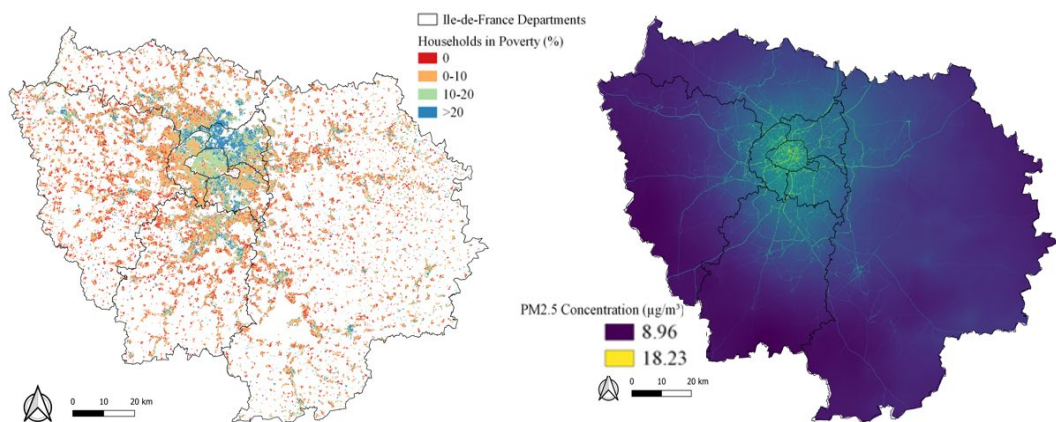 Ile-de-France Departments
Households in Poverty (%)
0
0-10
10-20
>20
0 10 20 km
PM2.5 Concentration (µg/m³)
8.96
18.23
0 10 20 km